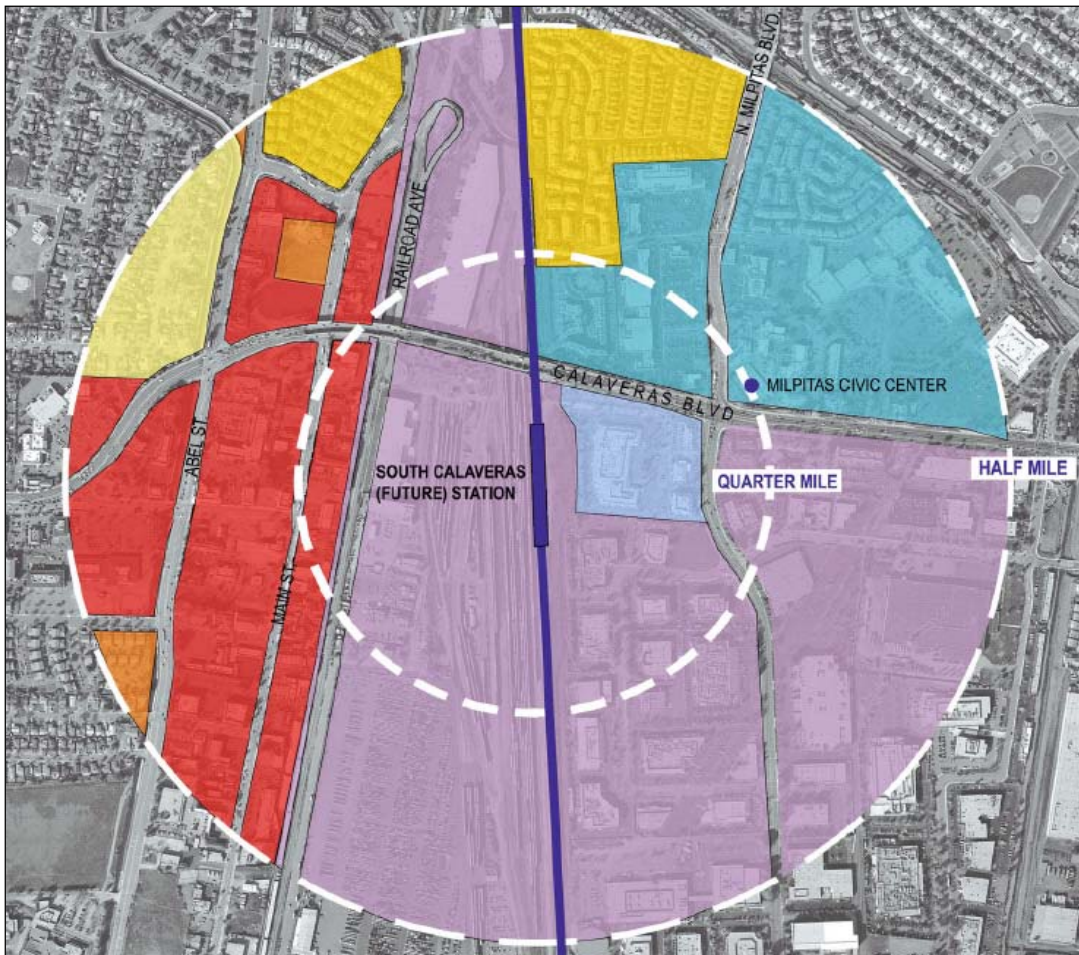 N. MILPITAS BLVD.
RAILROAD AVE
CALAVERAS BLVD
MILPITAS CIVIC CENTER
ABEL ST
SOUTH CALAVERAS
(FUTURE) STATION
QUARTER MILE
HALF MILE
MAIN ST